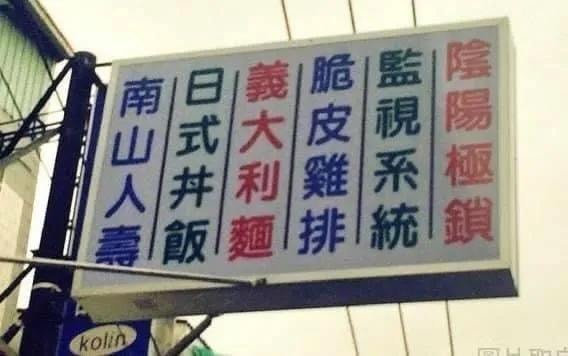 陰陽極鎖
監視系統
脆皮雞排
義大利麵
日式丼飯
南山人壽
kolin